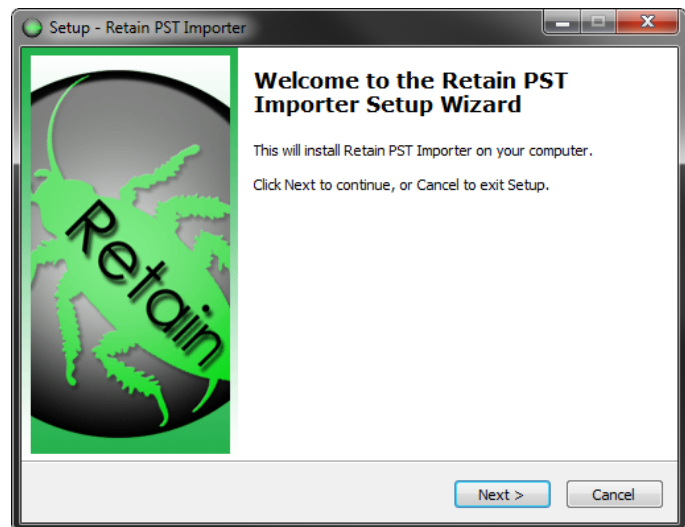 Setup - Retain PST Importer
Retain
Welcome to the Retain PST
Importer Setup Wizard
This will install Retain PST Importer on your computer.
Click Next to continue, or Cancel to exit Setup.
Next >
Cancel